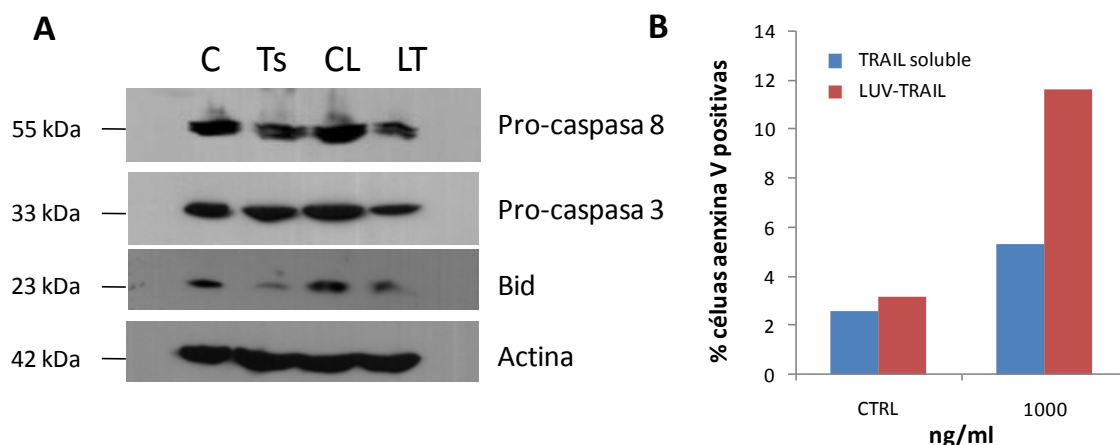 A
C Ts CL LT
55 kDa Pro-caspasa 8
33 kDa Pro-caspasa 3
23 kDa Bid
42 kDa Actina
B
% céluas aenxina V positivas
14
12
10
8
6
4
2
0
TRAIL soluble
LUV-TRAIL
CTRL 1000
ng/ml